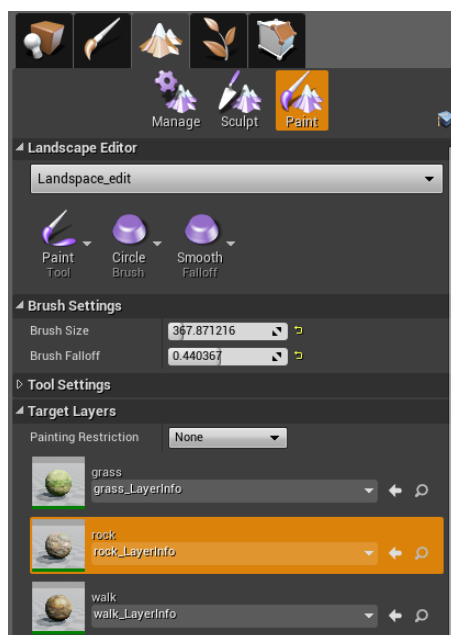 Manage Sculpt Paint
Landscape Editor
Landspace_edit
Paint Circle Smooth
Tool Brush Falloff
Brush Settings
Brush Size 367.871216
Brush Falloff 0.440367
Tool Settings
Target Layers
Painting Restriction None
grass
grass_LayerInfo
rock
rock_LayerInfo
walk
walk_LayerInfo